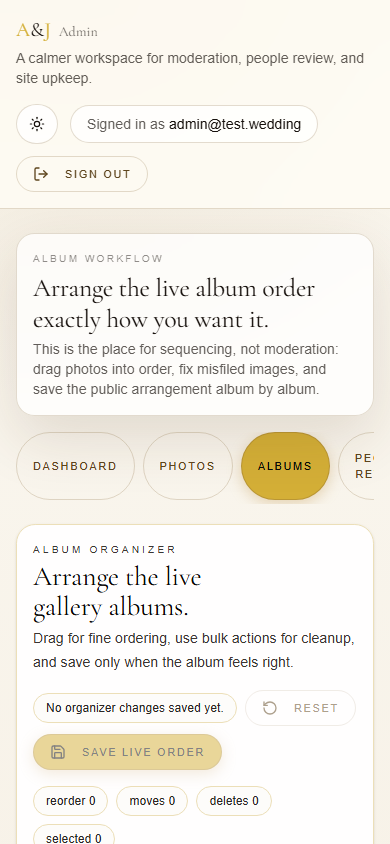 A&J Admin
A calmer workspace for moderation, people review, and
site upkeep.
Signed in as admin@test.wedding
SIGN OUT
ALBUM WORKFLOW
Arrange the live album order
exactly how you want it.
This is the place for sequencing, not moderation:
drag photos into order, fix misfiled images, and
save the public arrangement album by album.
DASHBOARD PHOTOS ALBUMS
ALBUM ORGANIZER
Arrange the live
gallery albums.
Drag for fine ordering, use bulk actions for cleanup,
and save only when the album feels right.
No organizer changes saved yet. RESET
SAVE LIVE ORDER
reorder 0 moves 0 deletes 0
selected 0